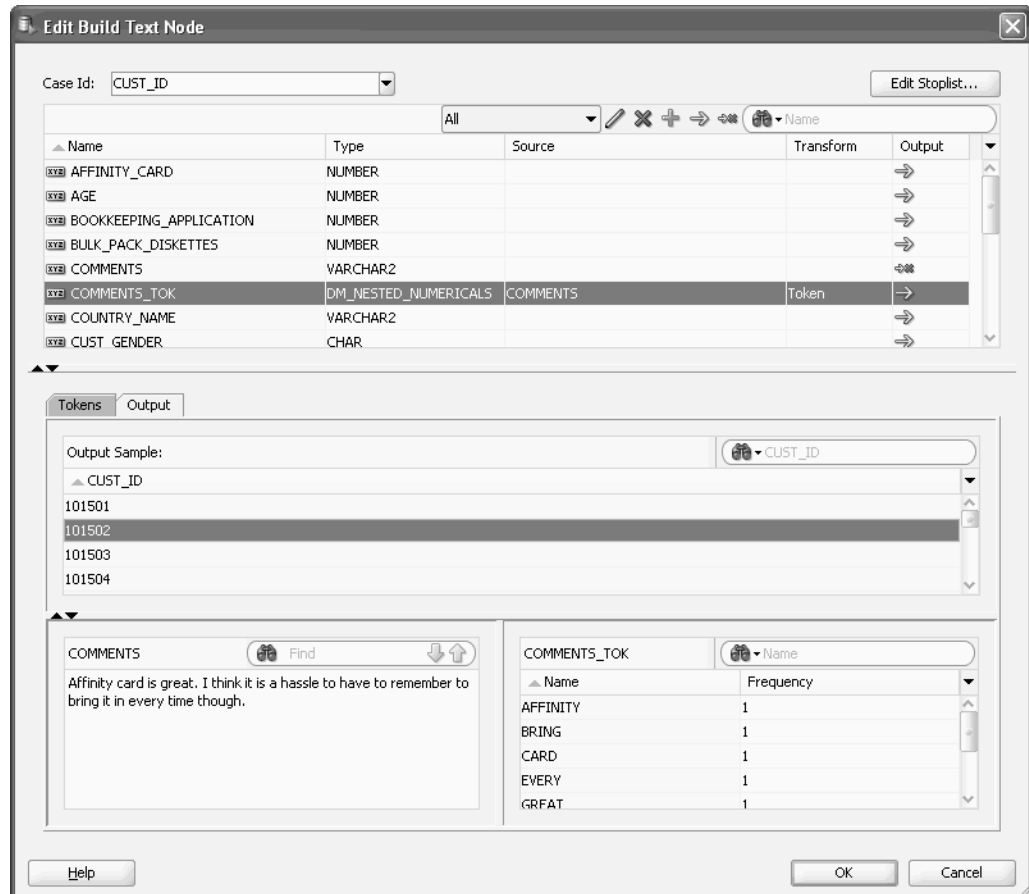 Edit Build Text Node
Case Id: CUST_ID Edit Stoplist...
All Name
Name Type Source Transform Output
AFFINITY_CARD NUMBER
AGE NUMBER
BOOKKEEPING_APPLICATION NUMBER
BULK_PACK_DISKETTES NUMBER
COMMENTS VARCHAR2
COMMENTS_TOK DM_NESTED_NUMERICALS COMMENTS Token
COUNTRY_NAME VARCHAR2
CUST_GENDER CHAR
Tokens Output
Output Sample: CUST_ID
CUST_ID
101501
101502
101503
101504
COMMENTS Find
Affinity card is great. I think it is a hassle to have to remember to
bring it in every time though.
COMMENTS_TOK Name
Name Frequency
AFFINITY 1
BRING 1
CARD 1
EVERY 1
GREAT 1
Help OK Cancel